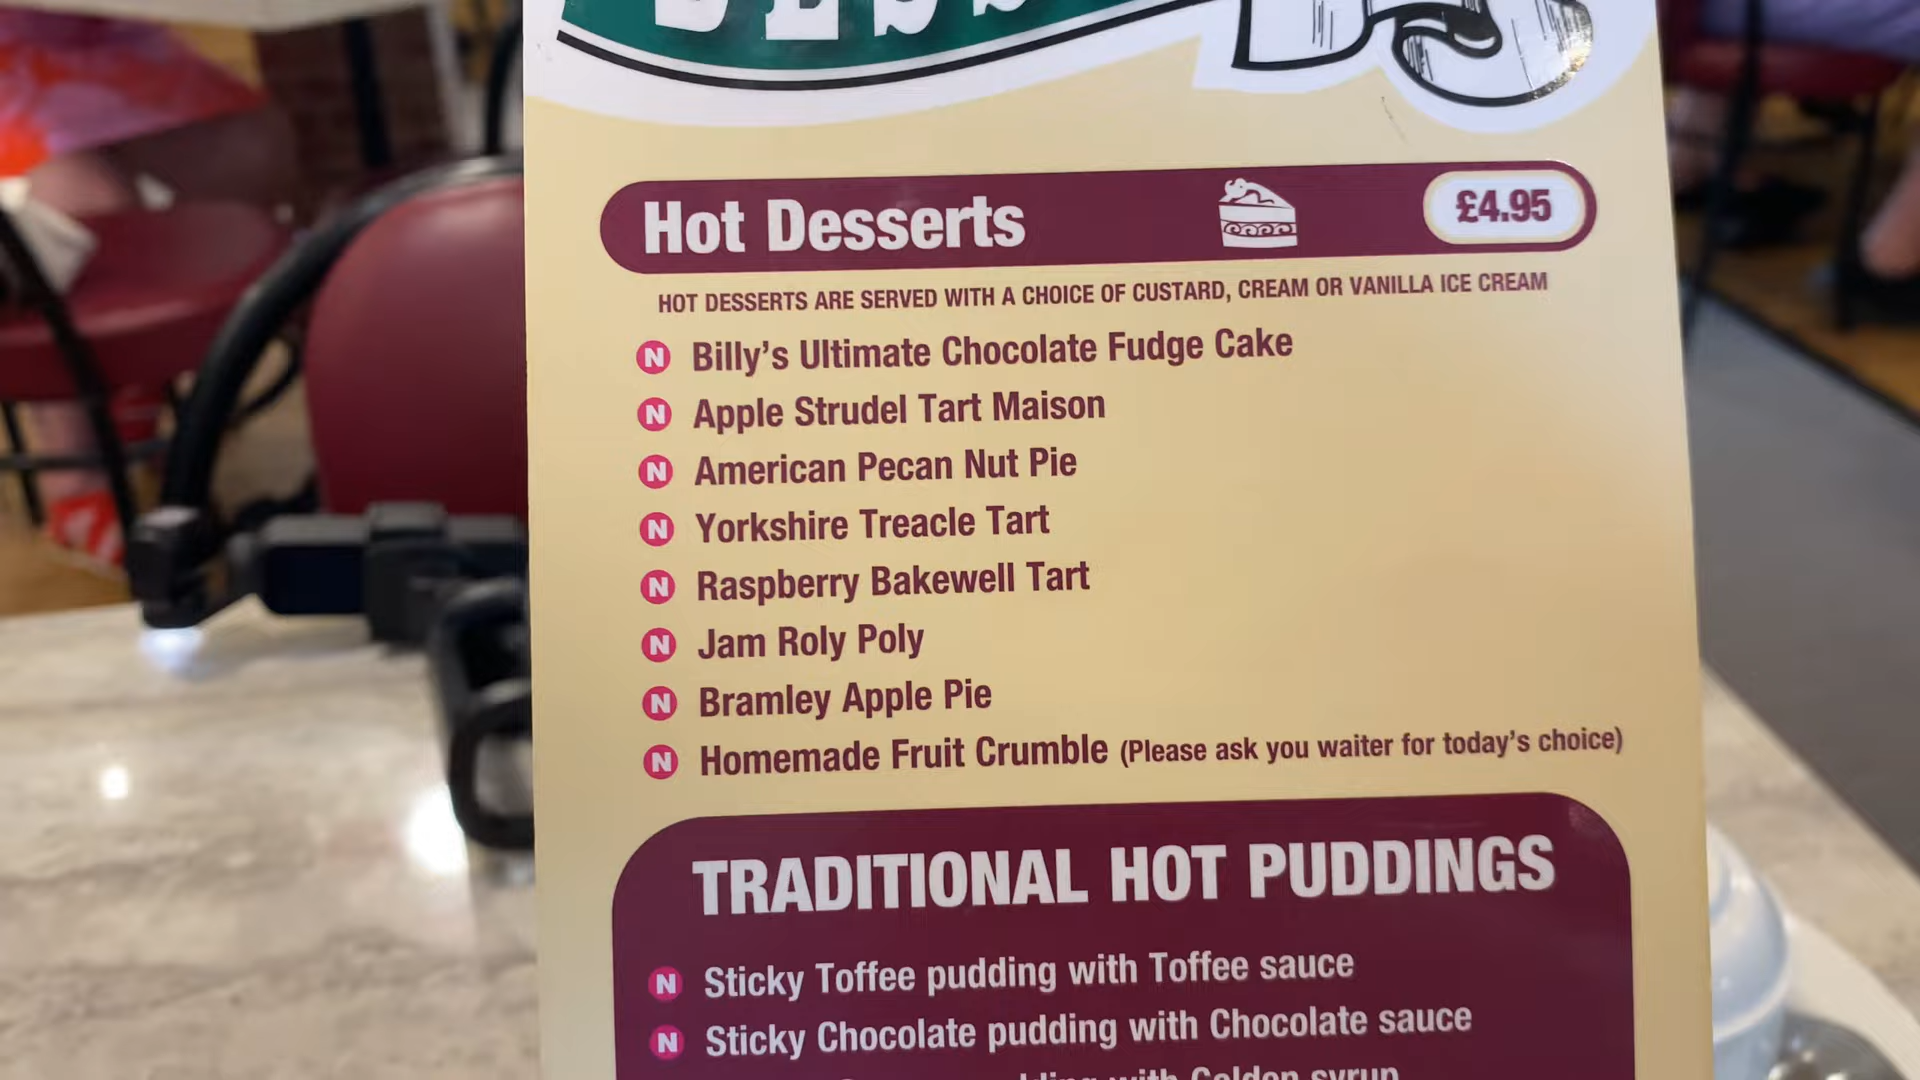 Hot Desserts £4.95
HOT DESSERTS ARE SERVED WITH A CHOICE OF CUSTARD, CREAM OR VANILLA ICE CREAM
N Billy's Ultimate Chocolate Fudge Cake
N Apple Strudel Tart Maison
N American Pecan Nut Pie
N Yorkshire Treacle Tart
N Raspberry Bakewell Tart
N Jam Roly Poly
N Bramley Apple Pie
N Homemade Fruit Crumble (Please ask you waiter for today's choice)
TRADITIONAL HOT PUDDINGS
N Sticky Toffee pudding with Toffee sauce
N Sticky Chocolate pudding with Chocolate sauce
with Golden syrup